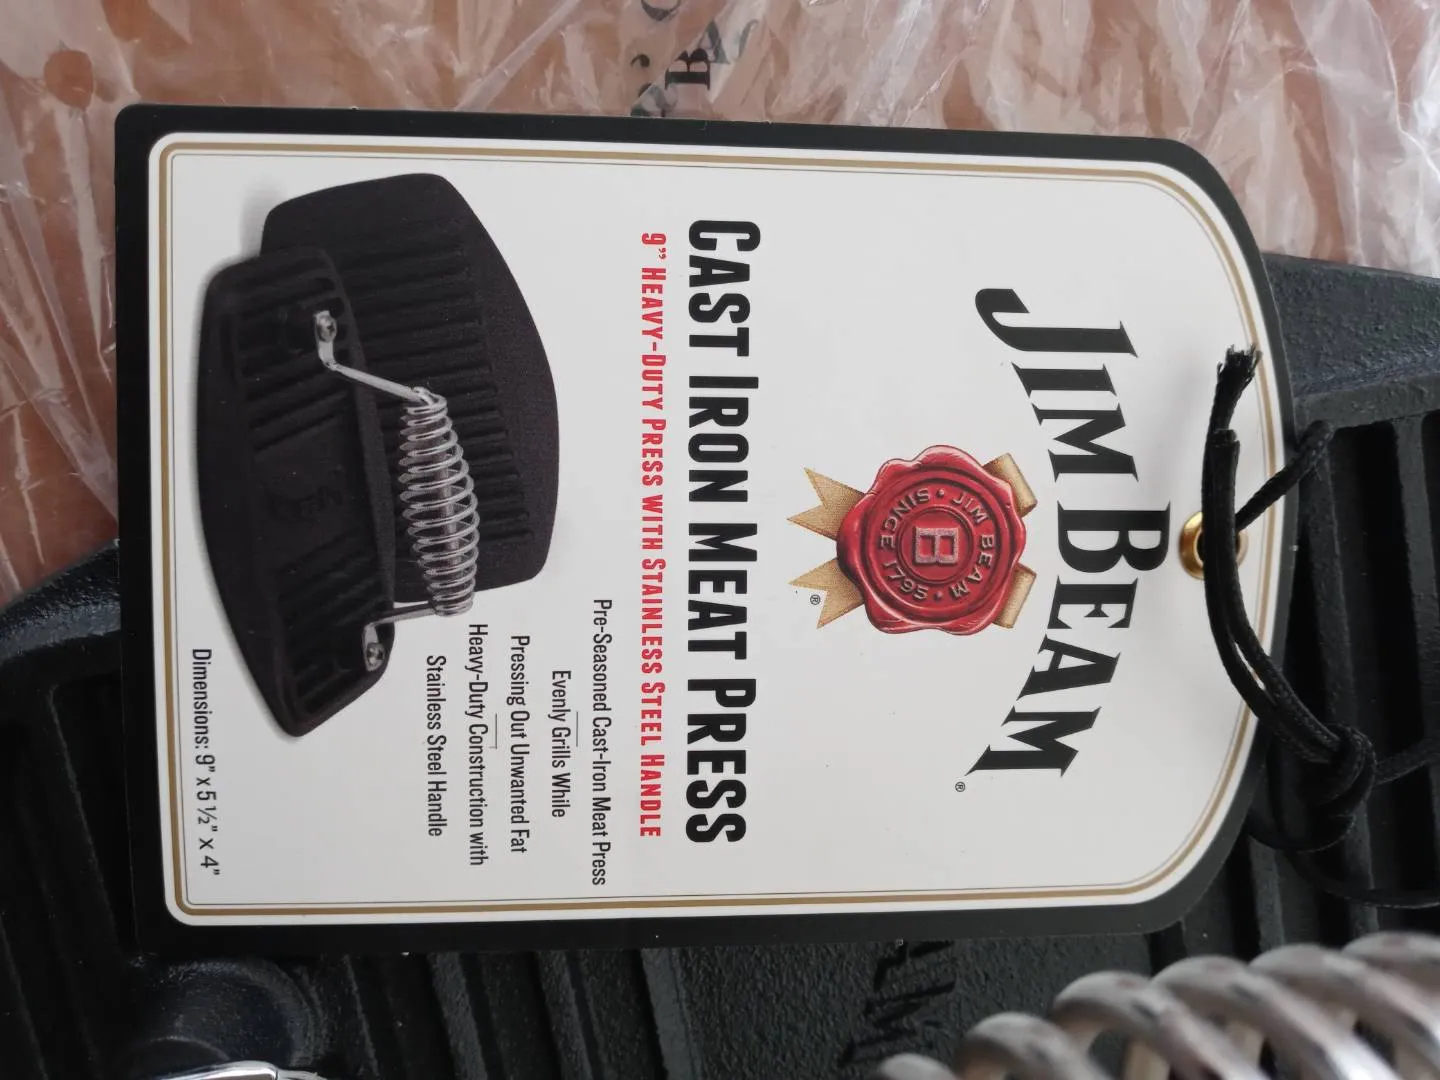 JIM BEAM®
JIM BEAM • SINCE 1795 •
B
®
CAST IRON MEAT PRESS
9” HEAVY-DUTY PRESS WITH STAINLESS STEEL HANDLE
Pre-Seasoned Cast-Iron Meat Press
Evenly Grills While
Pressing Out Unwanted Fat
Heavy-Duty Construction with
Stainless Steel Handle
Dimensions: 9" x 5 ½" x 4"